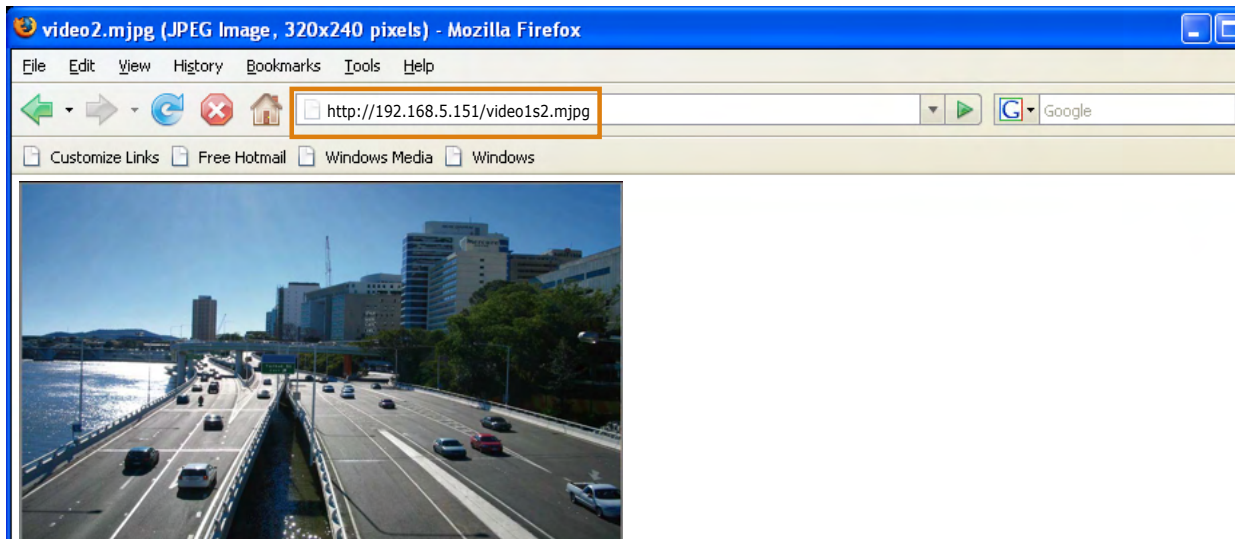 video2.mjpg (JPEG Image, 320x240 pixels) - Mozilla Firefox
File Edit View History Bookmarks Tools Help
http://192.168.5.151/video1s2.mjpg G Google
Customize Links Free Hotmail Windows Media Windows